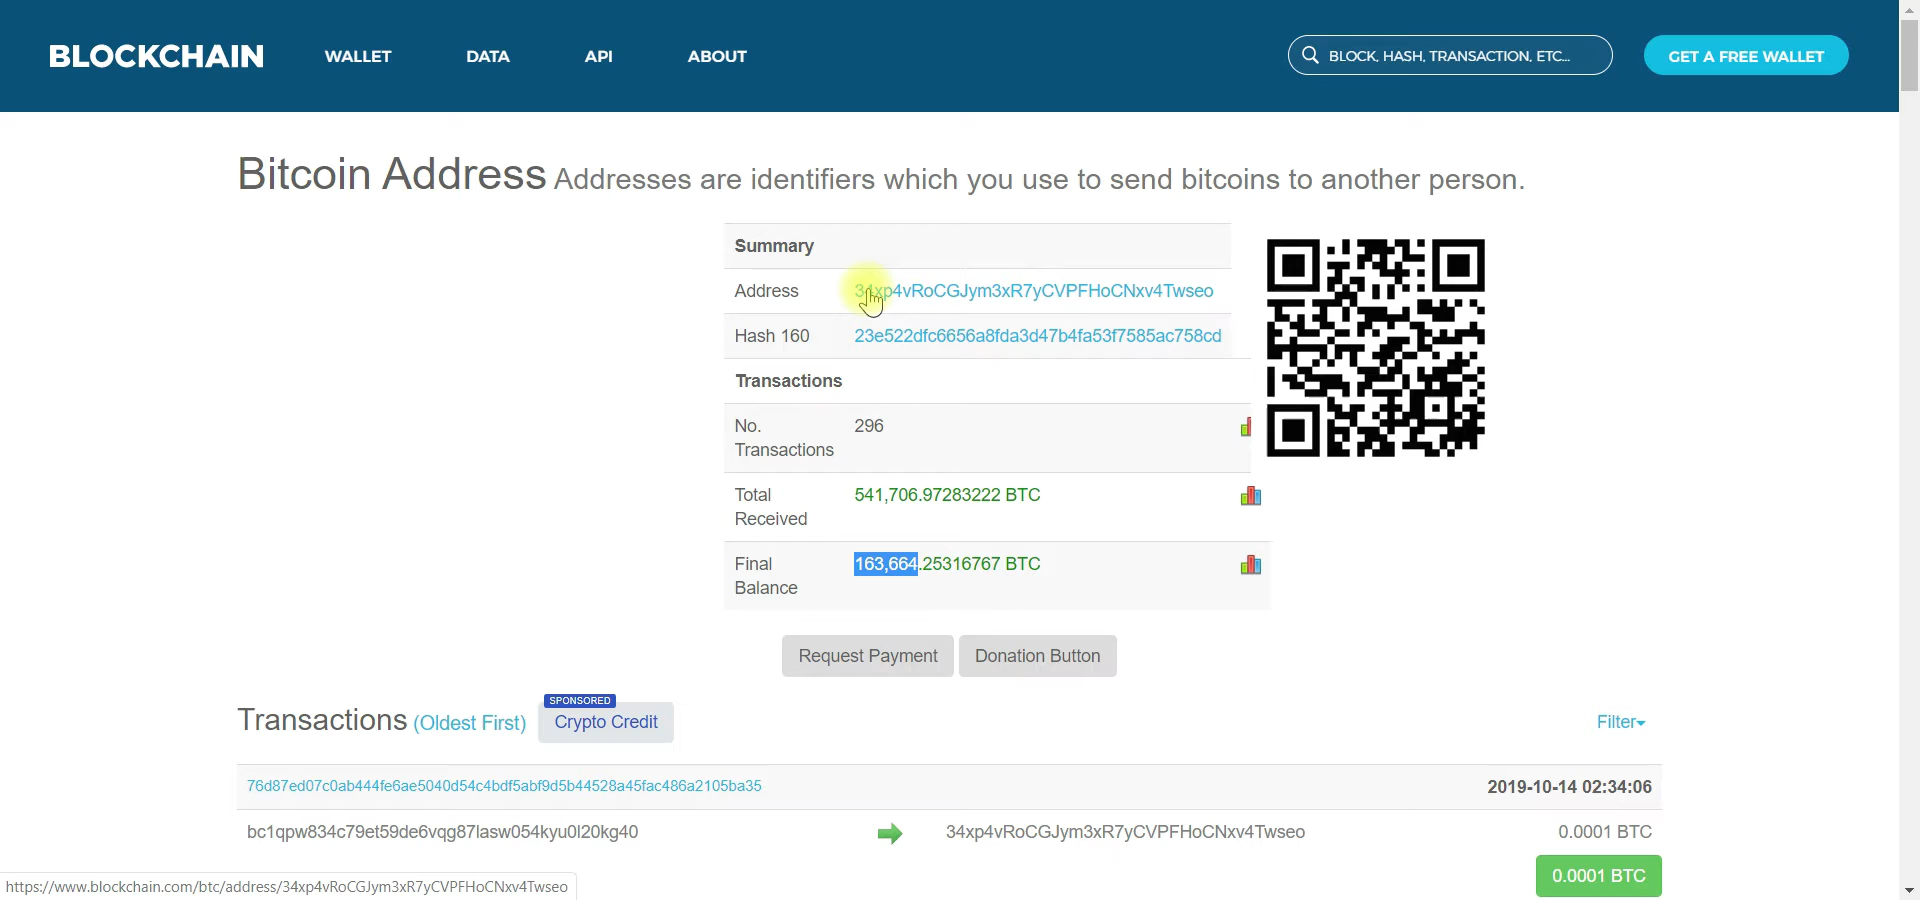 BLOCKCHAIN WALLET DATA API ABOUT BLOCK, HASH, TRANSACTION, ETC... GET A FREE WALLET
Bitcoin Address Addresses are identifiers which you use to send bitcoins to another person.
Summary
Address 34xp4vRoCGJym3xR7yCVPFHoCNxv4Twseo
Hash 160 23e522dfc6656a8fda3d47b4fa53f7585ac758cd
Transactions
No. Transactions 296
Total Received 541,706.97283222 BTC
Final Balance 163,664.25316767 BTC
Request Payment Donation Button
SPONSORED
Transactions (Oldest First) Crypto Credit Filter
76d87ed07c0ab444fe6ae5040d54c4bdf5abf9d5b44528a45fac486a2105ba35 2019-10-14 02:34:06
bc1qpw834c79et59de6vqg87lasw054kyu0l20kg40 34xp4vRoCGJym3xR7yCVPFHoCNxv4Twseo 0.0001 BTC
0.0001 BTC
https://www.blockchain.com/btc/address/34xp4vRoCGJym3xR7yCVPFHoCNxv4Twseo